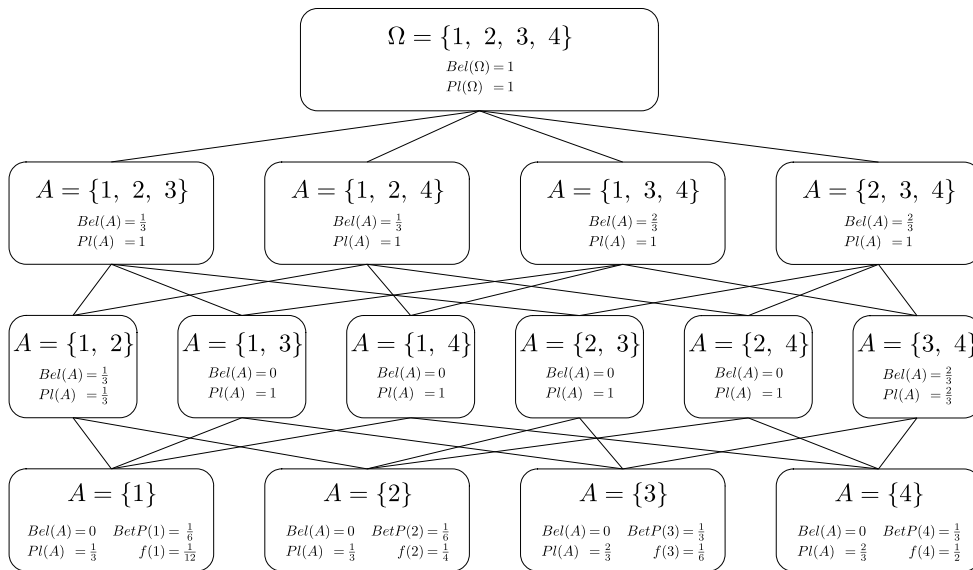 Ω = {1, 2, 3, 4}
Bel(Ω) = 1
Pl(Ω) = 1
A = {1, 2, 3}
Bel(A) = 1/3
Pl(A) = 1
A = {1, 2, 4}
Bel(A) = 1/3
Pl(A) = 1
A = {1, 3, 4}
Bel(A) = 2/3
Pl(A) = 1
A = {2, 3, 4}
Bel(A) = 2/3
Pl(A) = 1
A = {1, 2}
Bel(A) = 1/3
Pl(A) = 1/3
A = {1, 3}
Bel(A) = 0
Pl(A) = 1
A = {1, 4}
Bel(A) = 0
Pl(A) = 1
A = {2, 3}
Bel(A) = 0
Pl(A) = 1
A = {2, 4}
Bel(A) = 0
Pl(A) = 1
A = {3, 4}
Bel(A) = 2/3
Pl(A) = 2/3
A = {1}
Bel(A) = 0 BetP(1) = 1/6
Pl(A) = 1/3 f(1) = 1/12
A = {2}
Bel(A) = 0 BetP(2) = 1/6
Pl(A) = 1/3 f(2) = 1/4
A = {3}
Bel(A) = 0 BetP(3) = 1/3
Pl(A) = 2/3 f(3) = 1/6
A = {4}
Bel(A) = 0 BetP(4) = 1/3
Pl(A) = 2/3 f(4) = 1/2